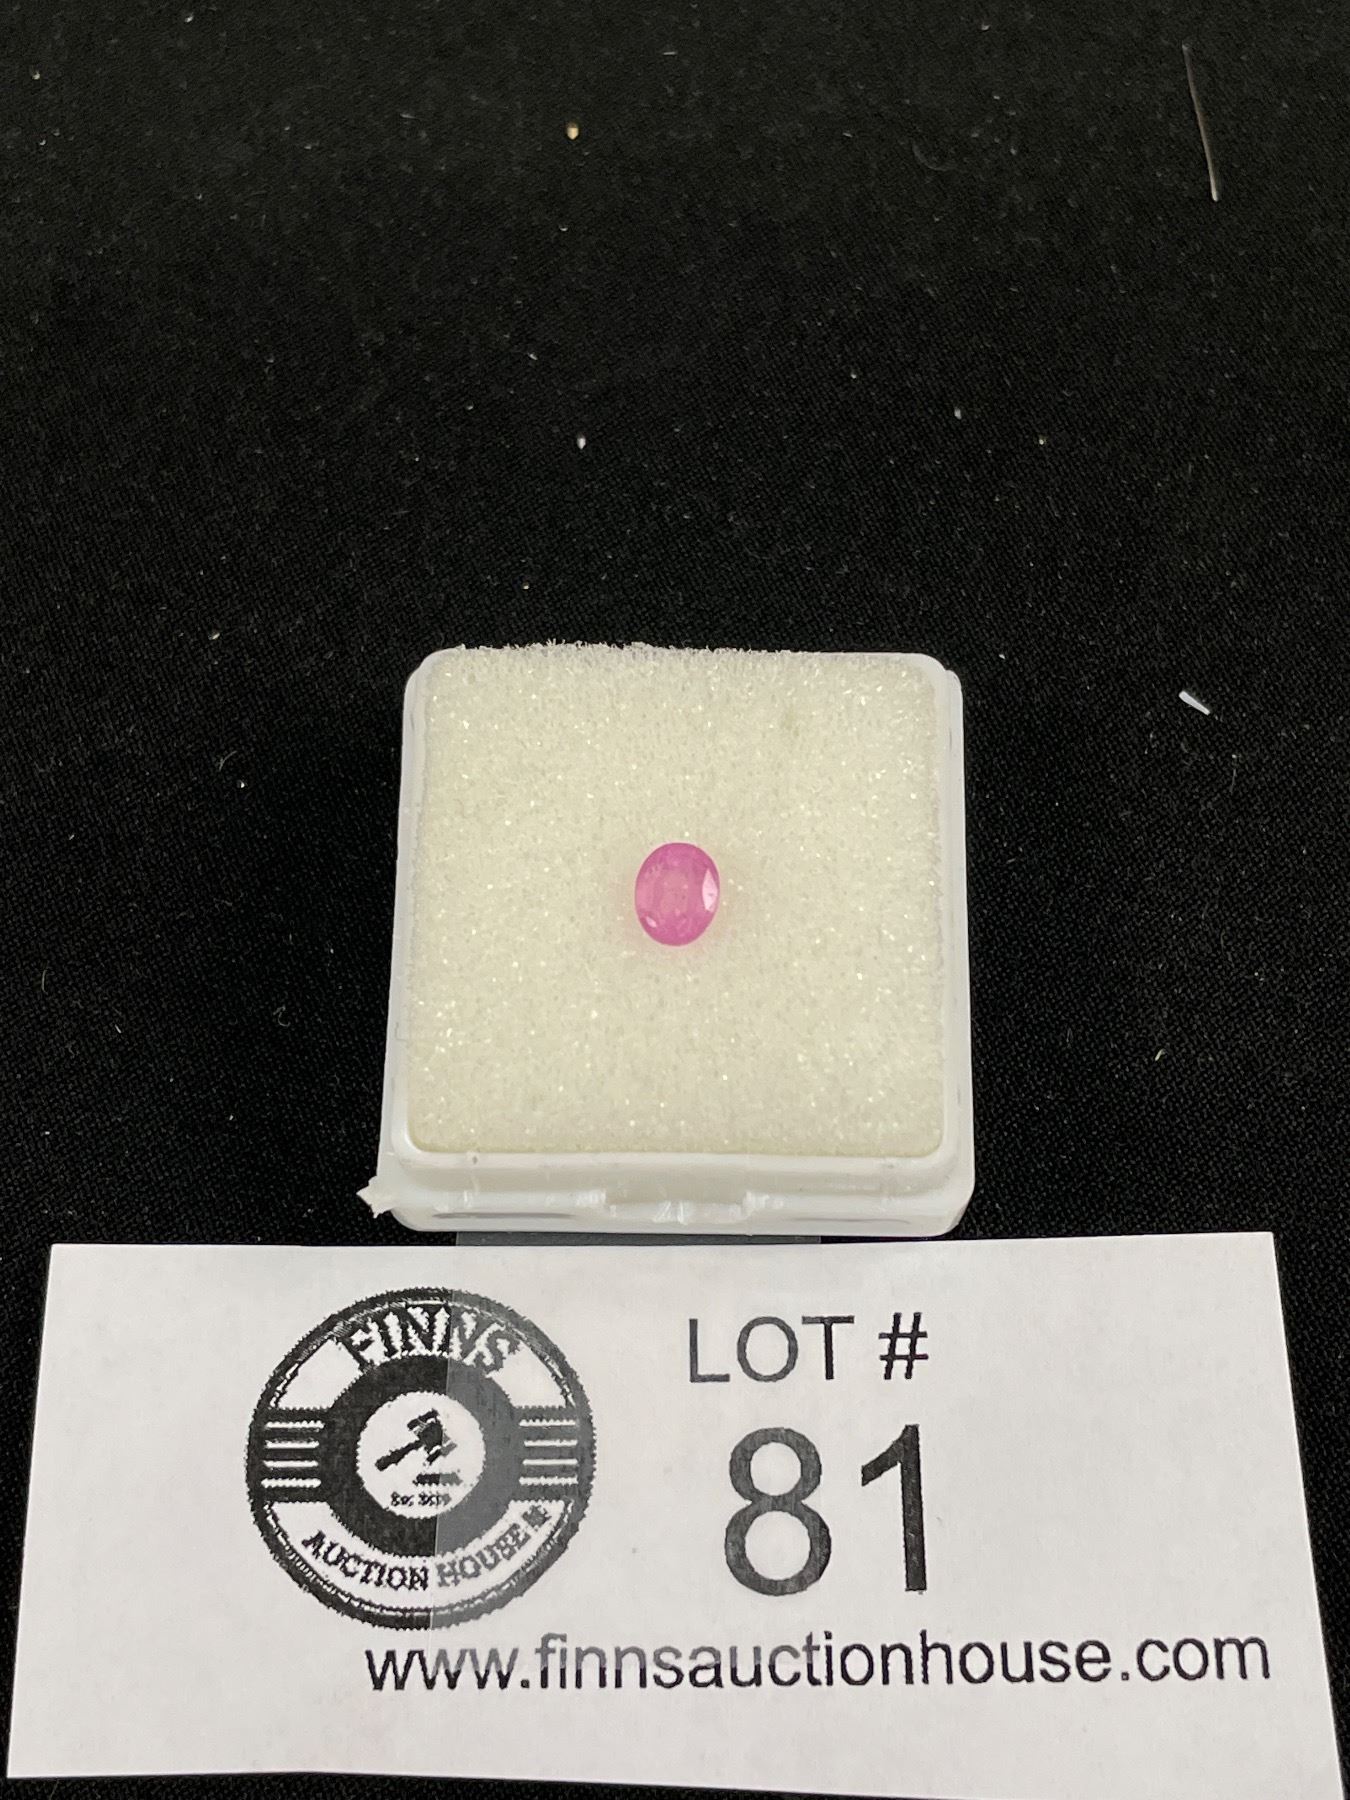 FINNS
AUCTION HOUSE
LOT #
81
www.finnsauctionhouse.com